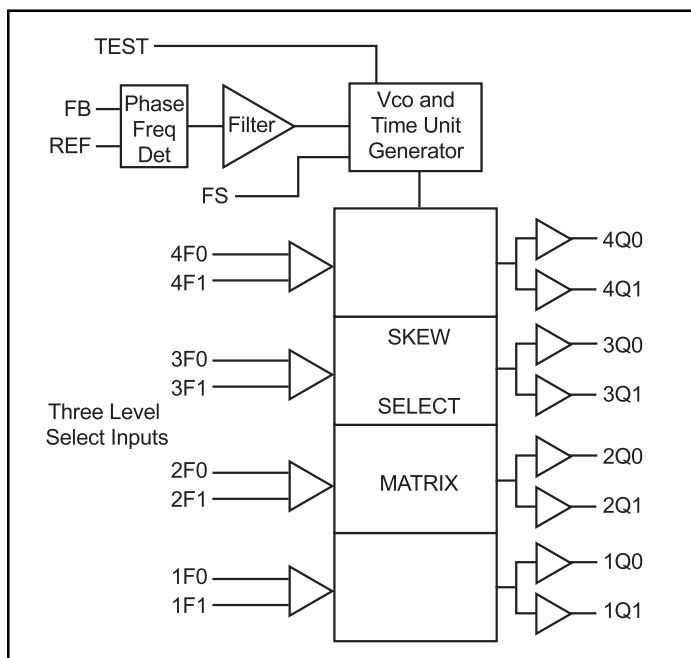 TEST
FB
REF
Phase
Freq
Det
Filter
Vco and
Time Unit
Generator
FS
4F0
4F1
4Q0
4Q1
3F0
3F1
SKEW
SELECT
3Q0
3Q1
Three Level
Select Inputs
2F0
2F1
MATRIX
2Q0
2Q1
1F0
1F1
1Q0
1Q1